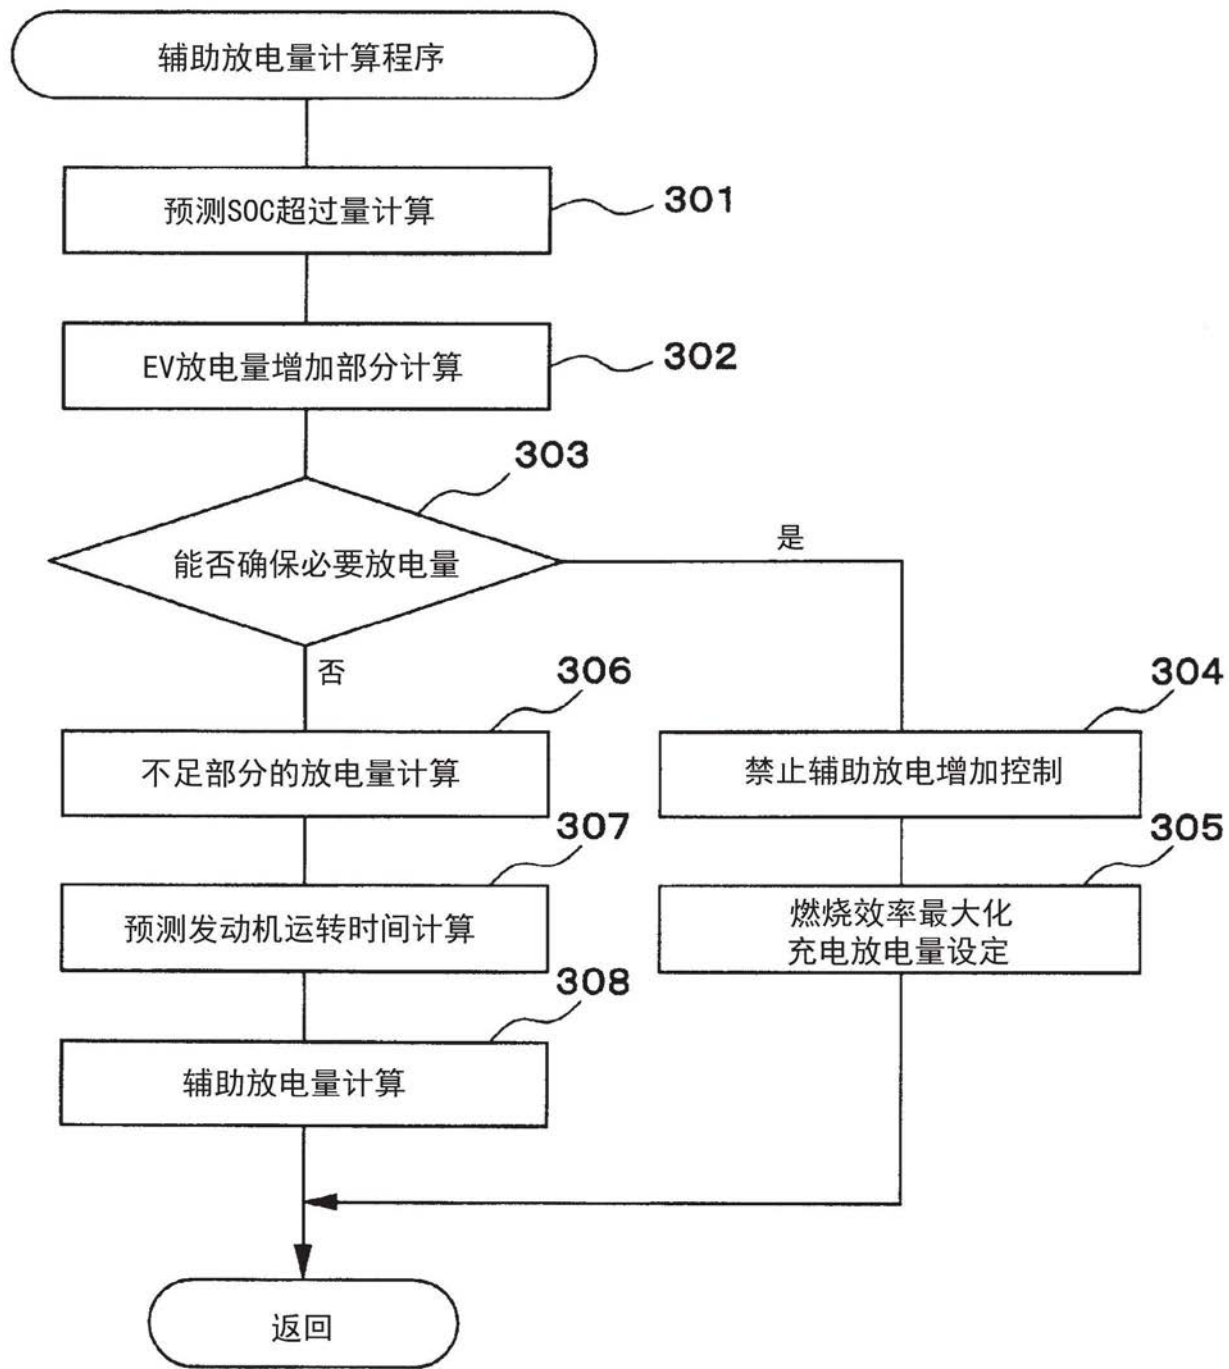 辅助放电量计算程序
预测SOC超过量计算
301
EV放电量增加部分计算
302
303
能否确保必要放电量
是
否
306
不足部分的放电量计算
304
禁止辅助放电增加控制
307
预测发动机运转时间计算
305
燃烧效率最大化
充电放电量设定
308
辅助放电量计算
返回